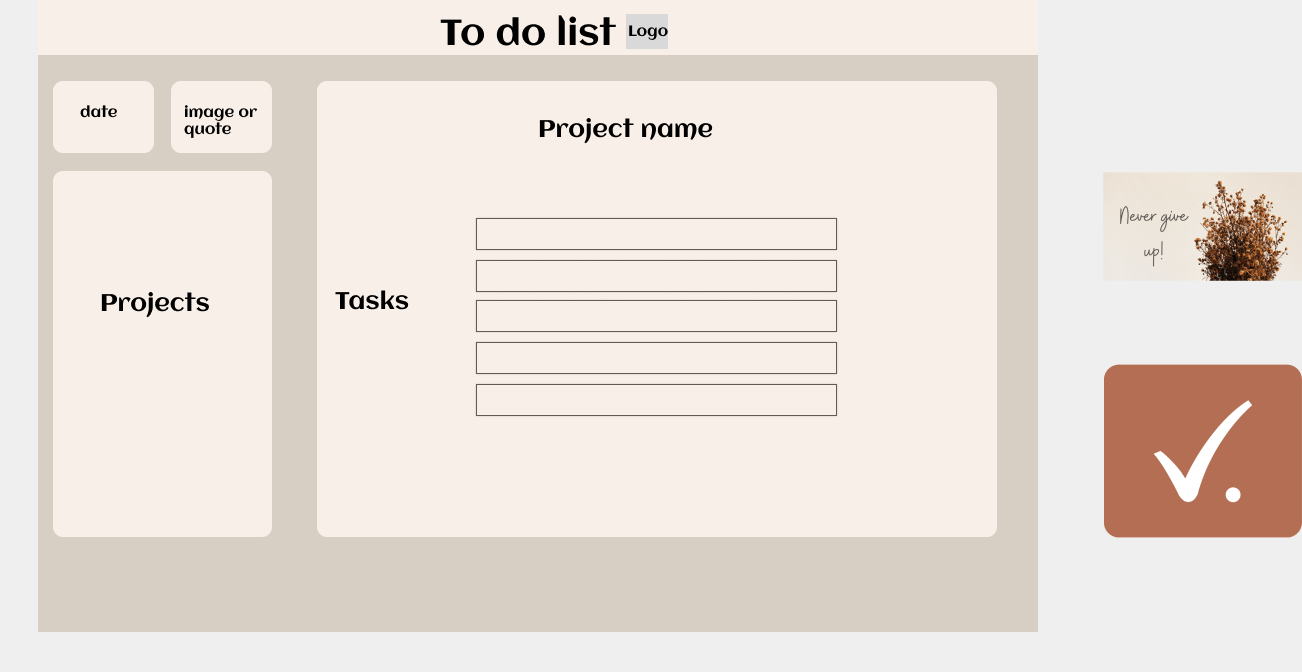 To do list
Logo
date
image or
quote
Project name
Projects
Tasks
Never give
up!